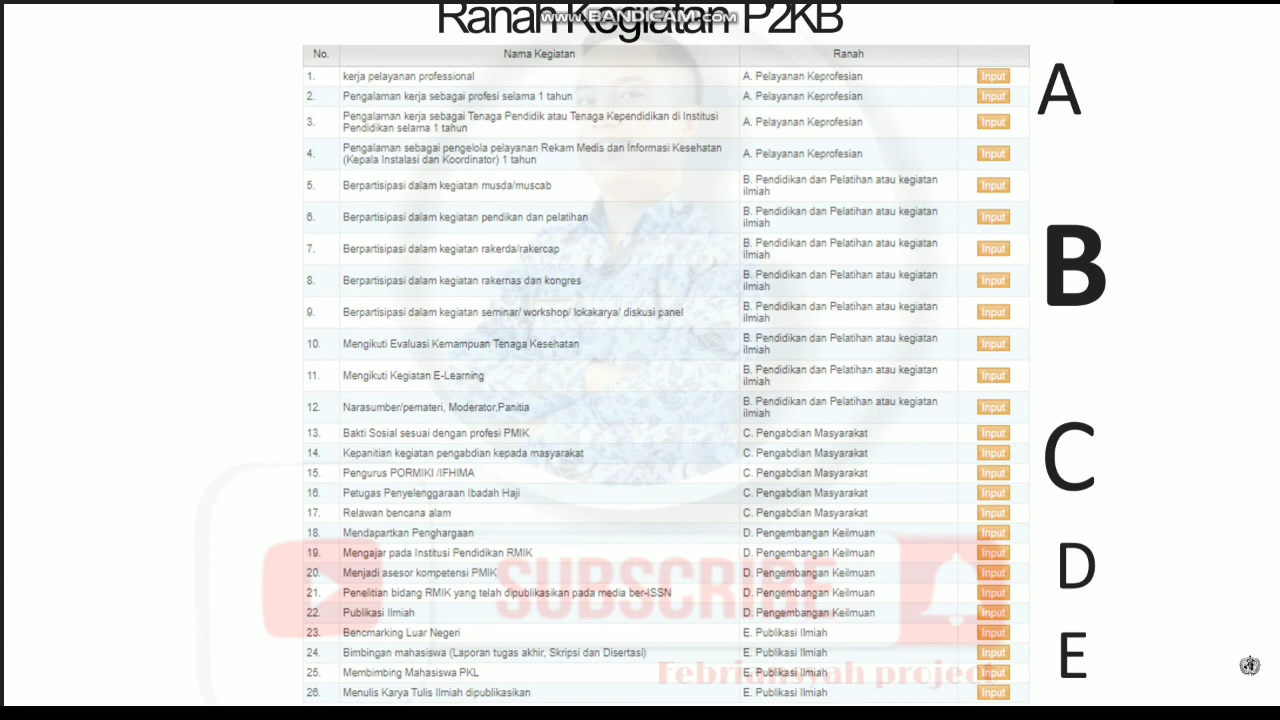 Ranah Kegiatan P2KB
www.BANDICAM.com
No. Nama Kegiatan Ranah
1. kerja pelayanan professional A. Pelayanan Keprofesian Input
2. Pengalaman kerja sebagai profesi selama 1 tahun A. Pelayanan Keprofesian Input
A
3. Pengalaman kerja sebagai Tenaga Pendidik atau Tenaga Kependidikan di Institusi
Pendidikan selama 1 tahun A. Pelayanan Keprofesian Input
4. Pengalaman sebagai pengelola pelayanan Rekam Medis dan Informasi Kesehatan
(Kepala Instalasi dan Koordinator) 1 tahun A. Pelayanan Keprofesian Input
5. Berpartisipasi dalam kegiatan musda/muscab B. Pendidikan dan Pelatihan atau kegiatan
ilmiah Input
6. Berpartisipasi dalam kegiatan pendikan dan pelatihan B. Pendidikan dan Pelatihan atau kegiatan
ilmiah Input
7. Berpartisipasi dalam kegiatan rakerda/rakercap B. Pendidikan dan Pelatihan atau kegiatan
ilmiah Input
B
8. Berpartisipasi dalam kegiatan rakernas dan kongres B. Pendidikan dan Pelatihan atau kegiatan
ilmiah Input
9. Berpartisipasi dalam kegiatan seminar/ workshop/ lokakarya/ diskusi panel B. Pendidikan dan Pelatihan atau kegiatan
ilmiah Input
10. Mengikuti Evaluasi Kemampuan Tenaga Kesehatan B. Pendidikan dan Pelatihan atau kegiatan
ilmiah Input
11. Mengikuti Kegiatan E-Learning B. Pendidikan dan Pelatihan atau kegiatan
ilmiah Input
12. Narasumber/pemateri, Moderator,Panitia B. Pendidikan dan Pelatihan atau kegiatan
ilmiah Input
13. Bakti Sosial sesuai dengan profesi PMIK C. Pengabdian Masyarakat Input
14. Kepanitian kegiatan pengabdian kepada masyarakat C. Pengabdian Masyarakat Input
C
15. Pengurus PORMIKI /IFHIMA C. Pengabdian Masyarakat Input
16. Petugas Penyelenggaraan Ibadah Haji C. Pengabdian Masyarakat Input
17. Relawan bencana alam C. Pengabdian Masyarakat Input
18. Mendapartkan Penghargaan D. Pengembangan Keilmuan Input
19. Mengajar pada Institusi Pendidikan RMIK D. Pengembangan Keilmuan Input
20. Menjadi asesor kompetensi PMIK D. Pengembangan Keilmuan Input
D
21. Penelitian bidang RMIK yang telah dipublikasikan pada media ber-ISSN D. Pengembangan Keilmuan Input
22. Publikasi Ilmiah D. Pengembangan Keilmuan Input
SUBSCRIBE
23. Bencmarking Luar Negeri E. Publikasi Ilmiah Input
24. Bimbingan mahasiswa (Laporan tugas akhir, Skripsi dan Disertasi) E. Publikasi Ilmiah Input
E
25. Membimbing Mahasiswa PKL E. Publikasi Ilmiah Input
Febriansyah project
26. Menulis Karya Tulis Ilmiah dipublikasikan E. Publikasi Ilmiah Input